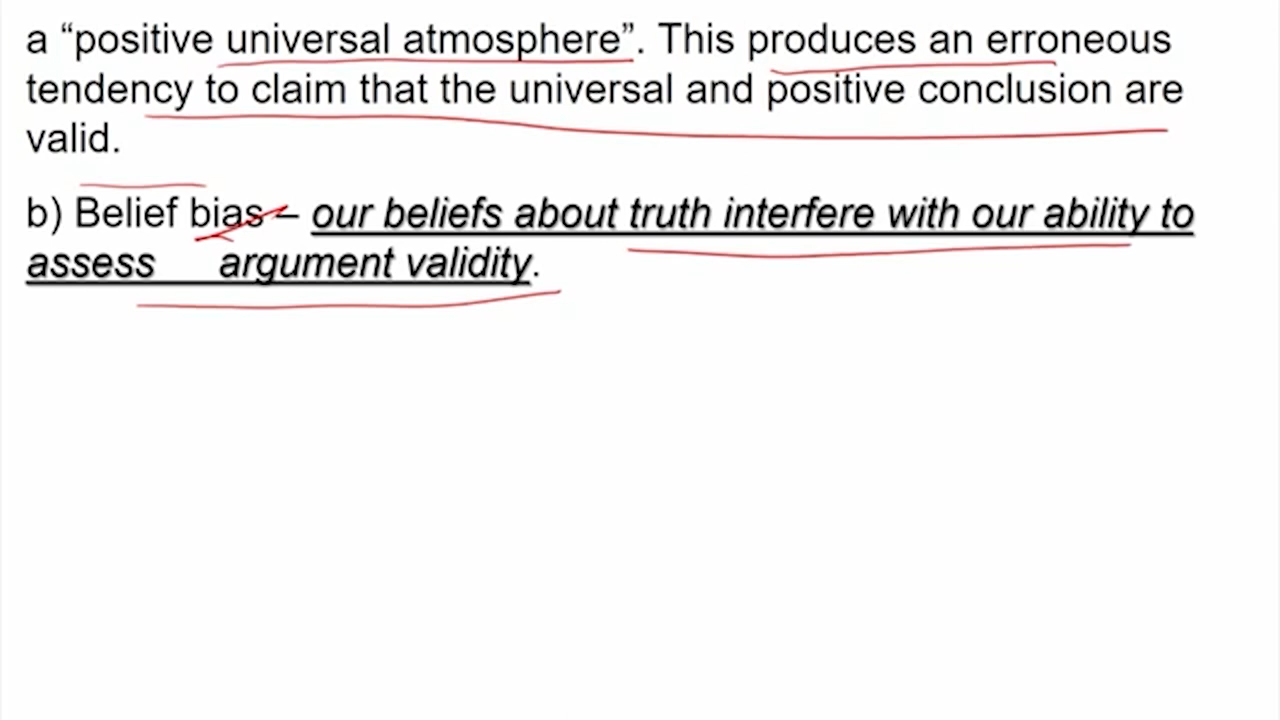 a “positive universal atmosphere”. This produces an erroneous
tendency to claim that the universal and positive conclusion are
valid.
b) Belief bias – our beliefs about truth interfere with our ability to
assess argument validity.